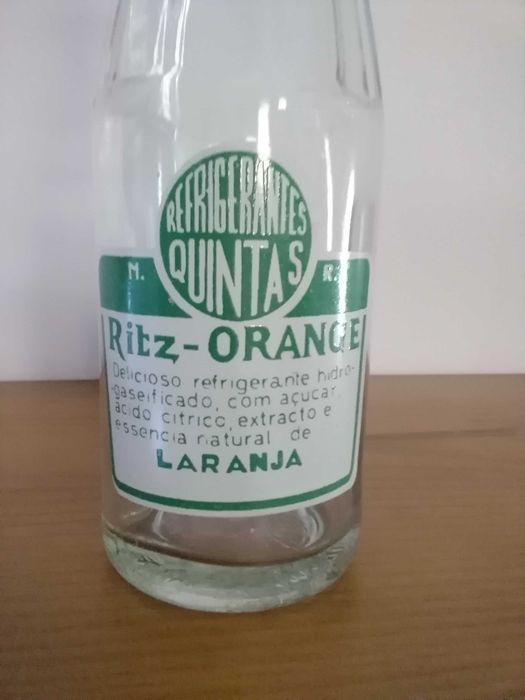 REFRIGERANTES
QUINTAS
M. R.
Ritz-ORANGE
Delicioso refrigerante hidro-
-gaseificado, com açucar,
ácido cítrico, extracto e
essencia natural de
LARANJA